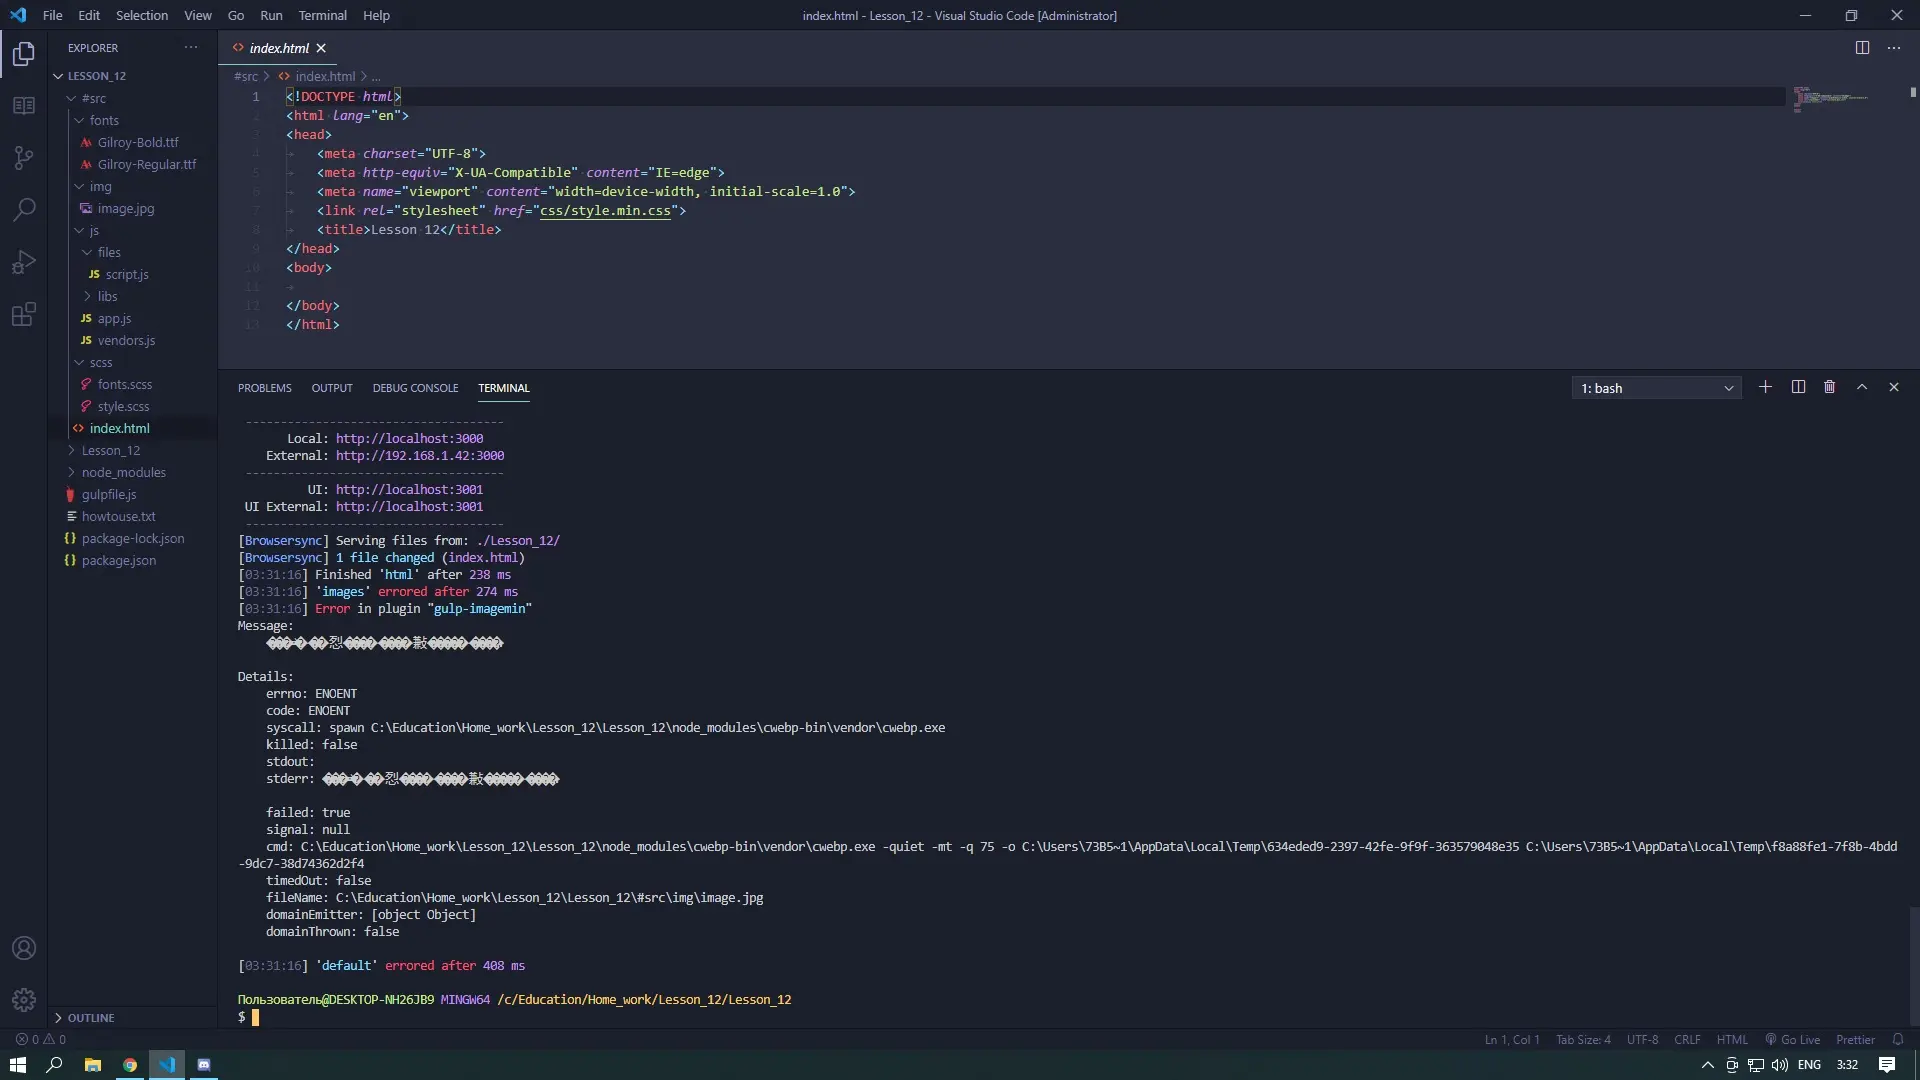 File Edit Selection View Go Run Terminal Help
index.html - Lesson_12 - Visual Studio Code [Administrator]
EXPLORER
LESSON_12
#src
fonts
Gilroy-Bold.ttf
Gilroy-Regular.ttf
img
image.jpg
js
files
JS script.js
libs
JS app.js
JS vendors.js
scss
fonts.scss
style.scss
index.html
Lesson_12
node_modules
gulpfile.js
howtouse.txt
package-lock.json
package.json
OUTLINE
index.html
#src > index.html > ...
1 <!DOCTYPE html>
2 <html lang="en">
3 <head>
4 <meta charset="UTF-8">
5 <meta http-equiv="X-UA-Compatible" content="IE=edge">
6 <meta name="viewport" content="width=device-width, initial-scale=1.0">
7 <link rel="stylesheet" href="css/style.min.css">
8 <title>Lesson 12</title>
9 </head>
10 <body>
11
12 </body>
13 </html>
PROBLEMS OUTPUT DEBUG CONSOLE TERMINAL
1: bash
-------------------------------------
Local: http://localhost:3000
External: http://192.168.1.42:3000
-------------------------------------
UI: http://localhost:3001
UI External: http://localhost:3001
-------------------------------------
[Browsersync] Serving files from: ./Lesson_12/
[Browsersync] 1 file changed (index.html)
[03:31:16] Finished 'html' after 238 ms
[03:31:16] 'images' errored after 274 ms
[03:31:16] Error in plugin "gulp-imagemin"
Message:
Details:
errno: ENOENT
code: ENOENT
syscall: spawn C:\Education\Home_work\Lesson_12\Lesson_12\node_modules\cwebp-bin\vendor\cwebp.exe
killed: false
stdout:
stderr:
failed: true
signal: null
cmd: C:\Education\Home_work\Lesson_12\Lesson_12\node_modules\cwebp-bin\vendor\cwebp.exe -quiet -mt -q 75 -o C:\Users\73B5~1\AppData\Local\Temp\634eded9-2397-42fe-9f9f-363579048e35 C:\Users\73B5~1\AppData\Local\Temp\f8a88fe1-7f8b-4bdd
-9dc7-38d74362d2f4
timedOut: false
fileName: C:\Education\Home_work\Lesson_12\Lesson_12\#src\img\image.jpg
domainEmitter: [object Object]
domainThrown: false
[03:31:16] 'default' errored after 408 ms
Пользователь@DESKTOP-NH26JB9 MINGW64 /c/Education/Home_work/Lesson_12/Lesson_12
$
0 0
Ln 1, Col 1 Tab Size: 4 UTF-8 CRLF HTML Go Live Prettier
ENG 3:32